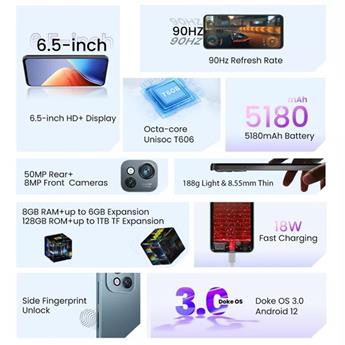 6.5-inch
6.5-inch HD+ Display
90HZ
90Hz Refresh Rate
T606
Octa-core
Unisoc T606
mAh
5180
5180mAh Battery
50MP Rear+
8MP Front Cameras
188g Light & 8.55mm Thin
8GB RAM+up to 6GB Expansion
128GB ROM+up to 1TB TF Expansion
18W
Fast Charging
Side Fingerprint
Unlock
3.0 Doke OS
Doke OS 3.0
Android 12